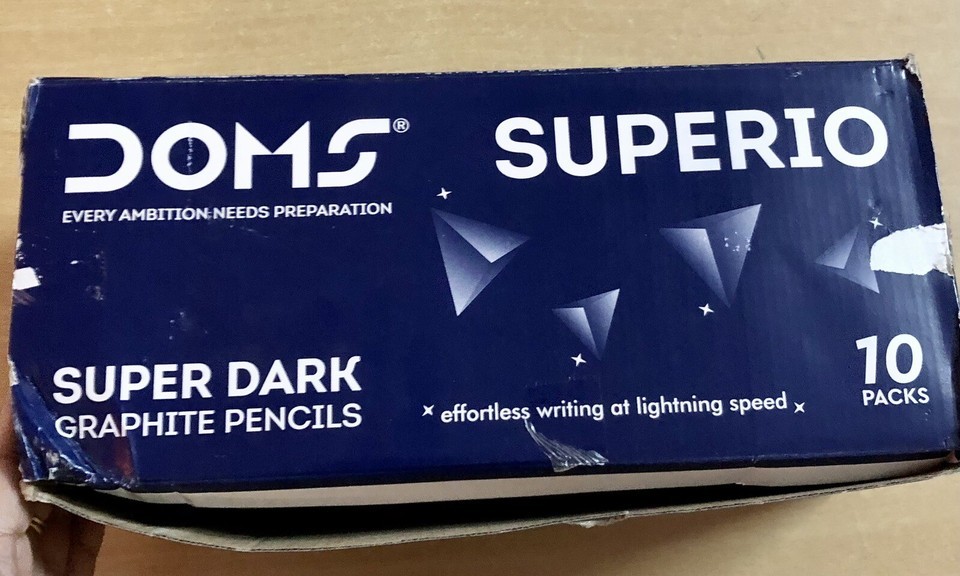 DOMS®
EVERY AMBITION NEEDS PREPARATION
SUPERIO
SUPER DARK
GRAPHITE PENCILS
effortless writing at lightning speed
10
PACKS